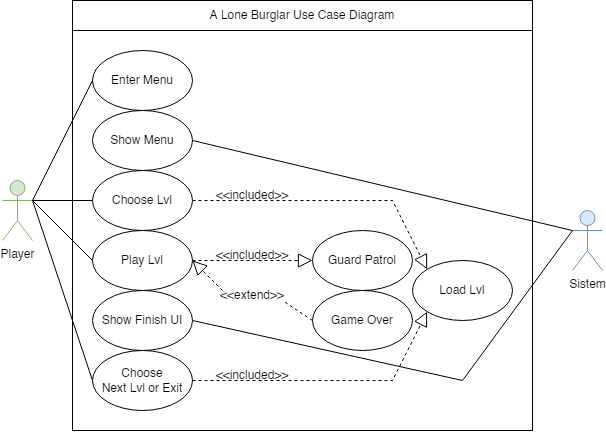 A Lone Burglar Use Case Diagram
Enter Menu
Show Menu
Choose Lvl
<<included>>
Player
Sistem
Play Lvl
<<included>>
Guard Patrol
Load Lvl
<<extend>>
Show Finish UI
Game Over
Choose
Next Lvl or Exit
<<included>>